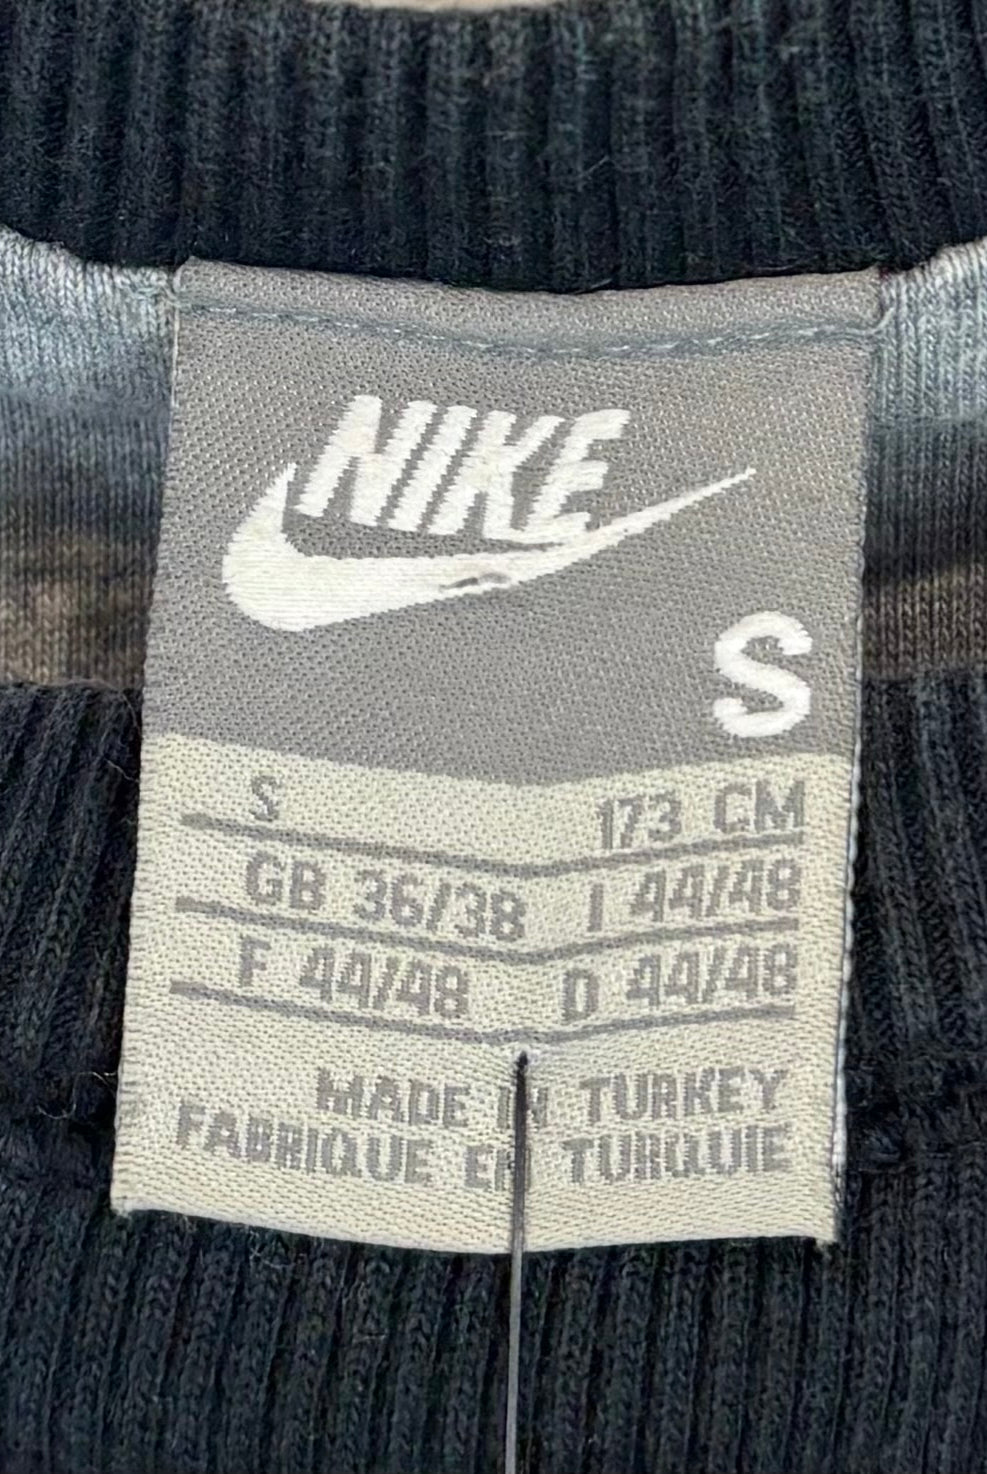 NIKE
S
S 173 CM
GB 36/38 I 44/48
F 44/48 D 44/48
MADE IN TURKEY
FABRIQUE EN TURQUIE